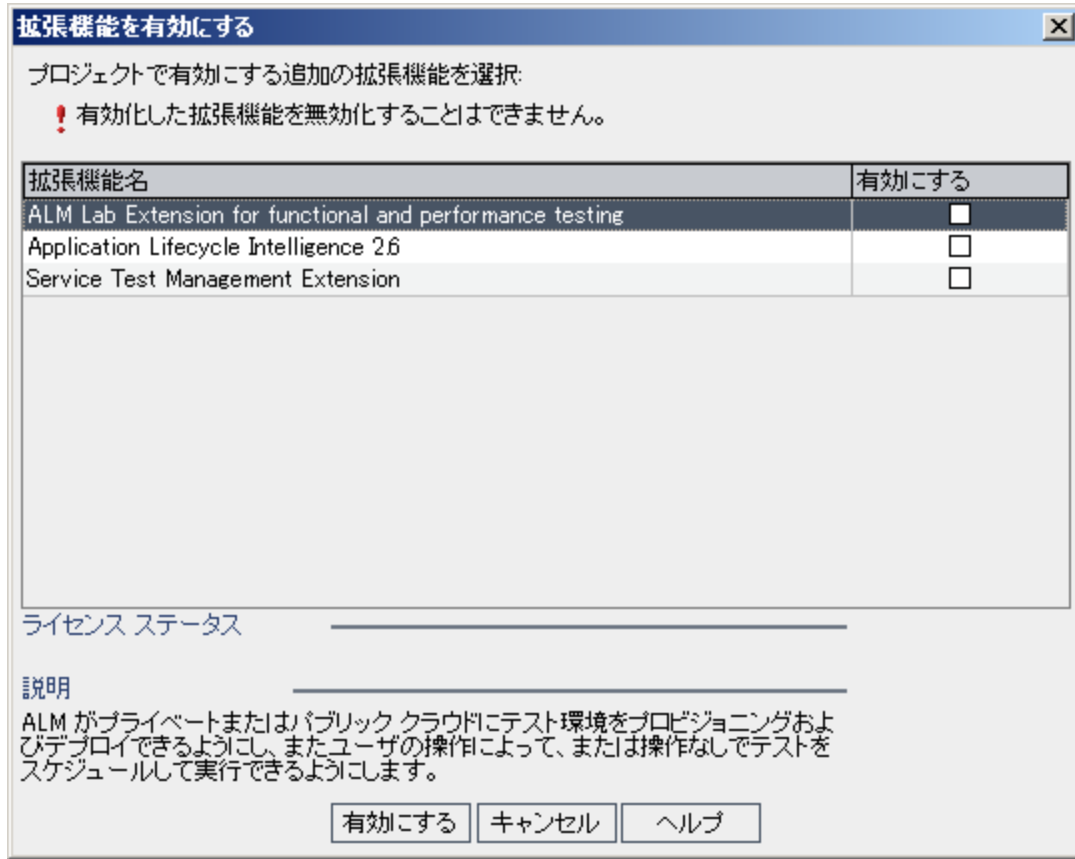 拡張機能を有効にする
プロジェクトで有効にする追加の拡張機能を選択:
有効化した拡張機能を無効化することはできません。
拡張機能名 有効にする
ALM Lab Extension for functional and performance testing
Application Lifecycle Intelligence 2.6
Service Test Management Extension
ライセンス ステータス
説明
ALM がプライベートまたはパブリック クラウドにテスト環境をプロビジョニングおよ
びデプロイできるようにし、またユーザの操作によって、または操作なしでテストを
スケジュールして実行できるようにします。
有効にする キャンセル ヘルプ